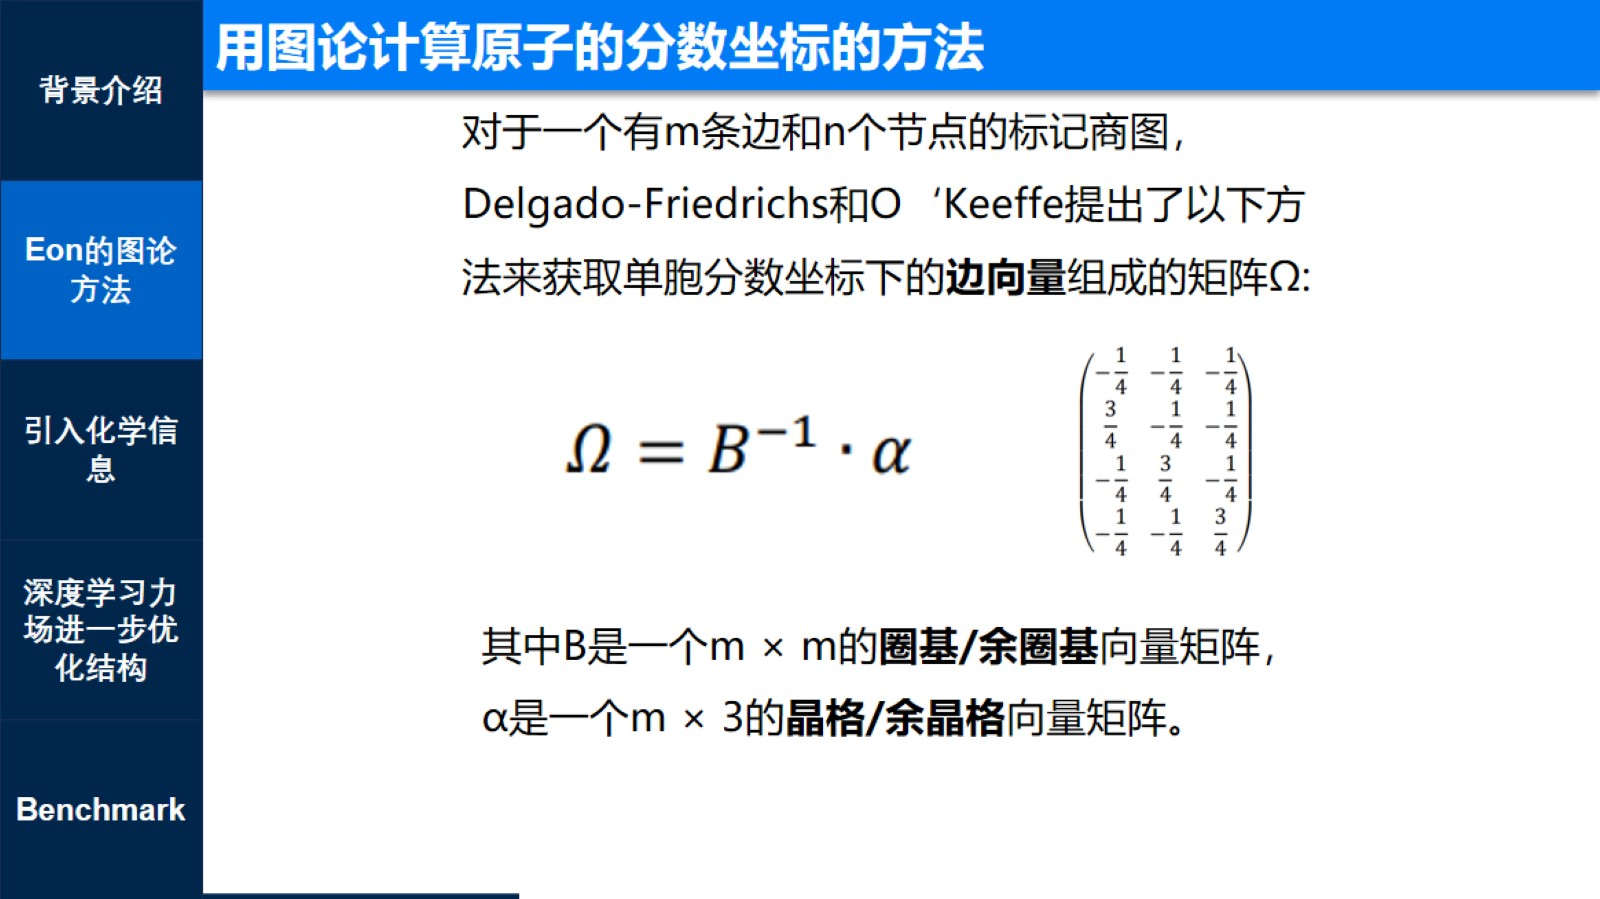 用图论计算原子的分数坐标的方法
背景介绍
Eon的图论
方法
引入化学信
息
深度学习力
场进一步优
化结构
Benchmark
对于一个有m条边和n个节点的标记商图，
Delgado-Friedrichs和O‘Keeffe提出了以下方
法来获取单胞分数坐标下的边向量组成的矩阵Ω:
Ω = B⁻¹ · α
-1/4 -1/4 -1/4
3/4 -1/4 -1/4
-1/4 3/4 -1/4
-1/4 -1/4 3/4
其中B是一个m × m的圈基/余圈基向量矩阵，
α是一个m × 3的晶格/余晶格向量矩阵。